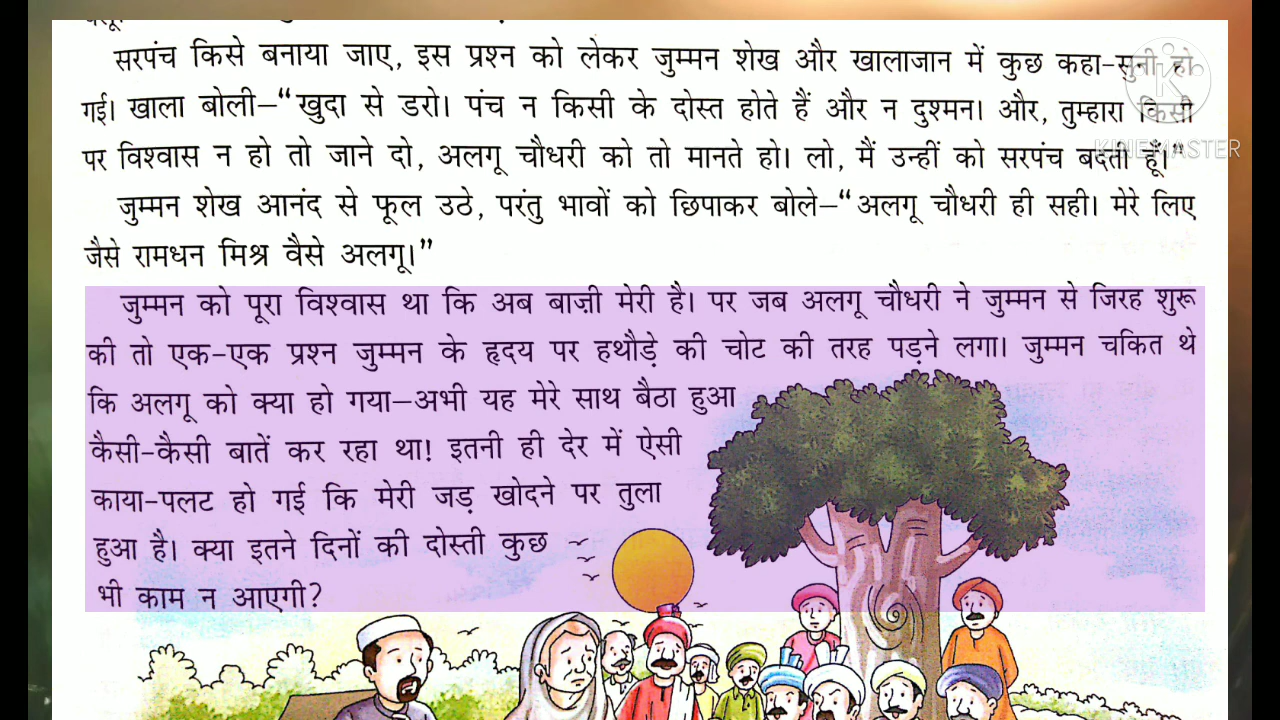 सरपंच किसे बनाया जाए, इस प्रश्न को लेकर जुम्मन शेख और खालाजान में कुछ कहा-सुनी हो
गई। खाला बोली–“खुदा से डरो। पंच न किसी के दोस्त होते हैं और न दुश्मन। और, तुम्हारा किसी
पर विश्वास न हो तो जाने दो, अलगू चौधरी को तो मानते हो। लो, मैं उन्हीं को सरपंच बदती हूँ।”
जुम्मन शेख आनंद से फूल उठे, परंतु भावों को छिपाकर बोले–“अलगू चौधरी ही सही। मेरे लिए
जैसे रामधन मिश्र वैसे अलगू।”
जुम्मन को पूरा विश्वास था कि अब बाज़ी मेरी है। पर जब अलगू चौधरी ने जुम्मन से जिरह शुरू
की तो एक-एक प्रश्न जुम्मन के हृदय पर हथौड़े की चोट की तरह पड़ने लगा। जुम्मन चकित थे
कि अलगू को क्या हो गया–अभी यह मेरे साथ बैठा हुआ
कैसी-कैसी बातें कर रहा था! इतनी ही देर में ऐसी
काया-पलट हो गई कि मेरी जड़ खोदने पर तुला
हुआ है। क्या इतने दिनों की दोस्ती कुछ
भी काम न आएगी?
KINEMASTER